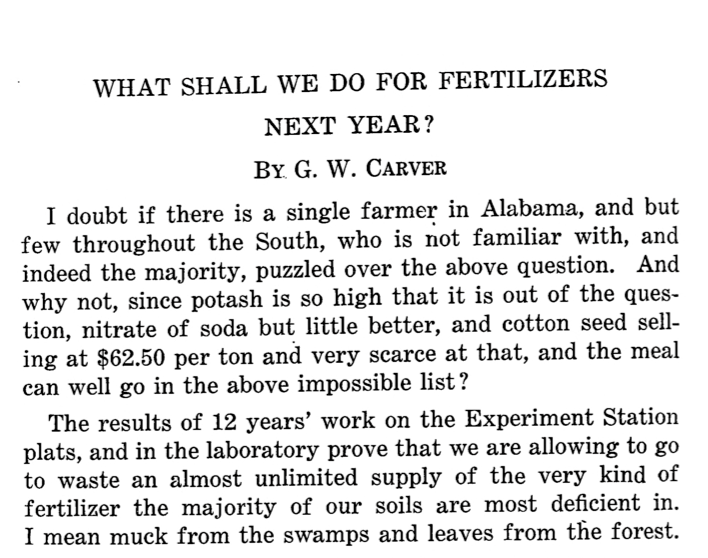 WHAT SHALL WE DO FOR FERTILIZERS
NEXT YEAR?
BY G. W. CARVER
I doubt if there is a single farmer in Alabama, and but
few throughout the South, who is not familiar with, and
indeed the majority, puzzled over the above question. And
why not, since potash is so high that it is out of the ques-
tion, nitrate of soda but little better, and cotton seed sell-
ing at $62.50 per ton and very scarce at that, and the meal
can well go in the above impossible list?
The results of 12 years' work on the Experiment Station
plats, and in the laboratory prove that we are allowing to go
to waste an almost unlimited supply of the very kind of
fertilizer the majority of our soils are most deficient in.
I mean muck from the swamps and leaves from the forest.